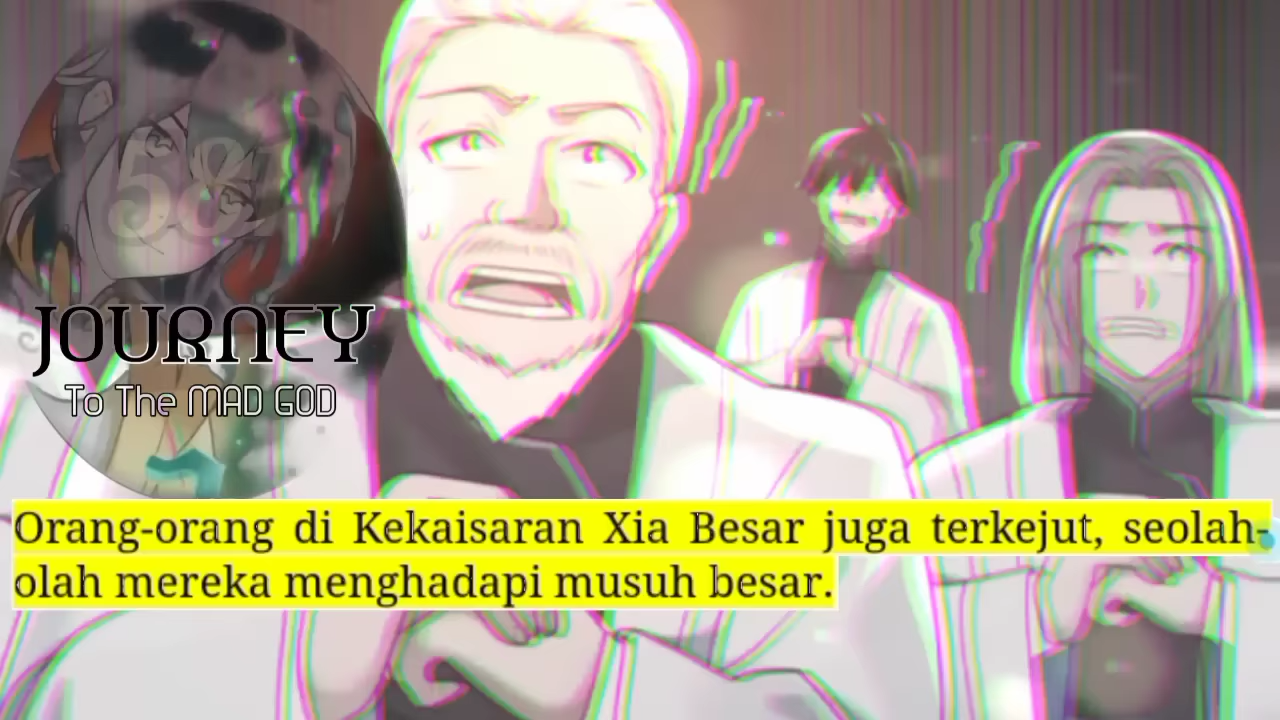 JOURNEY
To The MAD GOD
Orang-orang di Kekaisaran Xia Besar juga terkejut, seolah-
olah mereka menghadapi musuh besar.